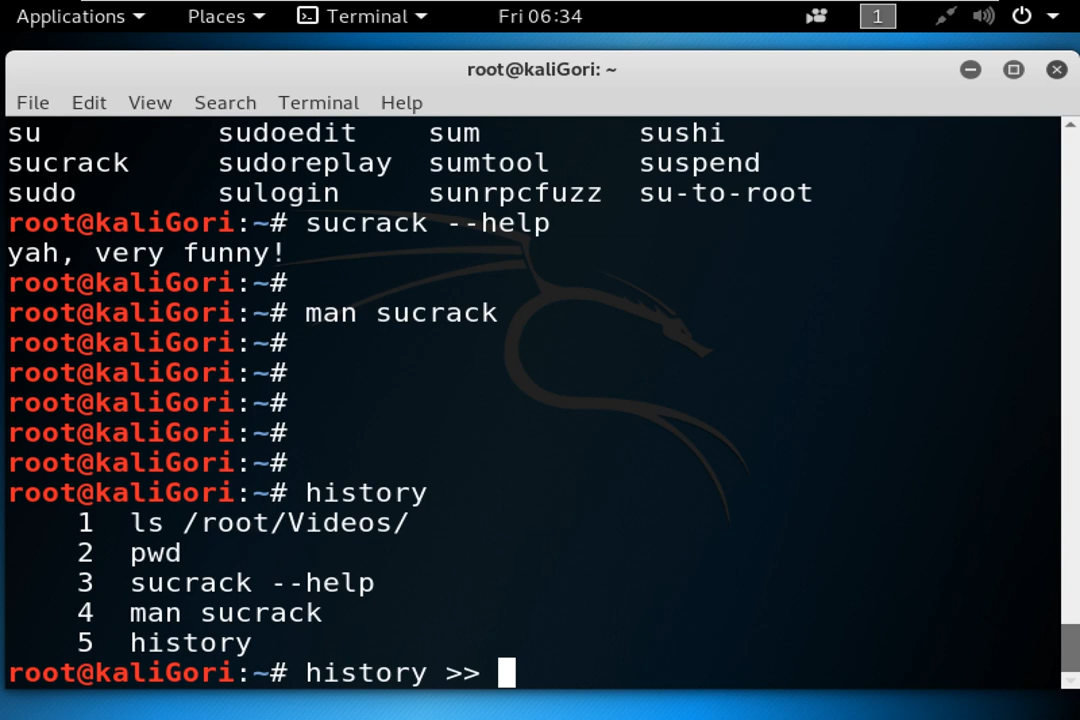 Applications Places Terminal Fri 06:34 1
root@kaliGori: ~
File Edit View Search Terminal Help
su sudoedit sum sushi
sucrack sudoreplay sumtool suspend
sudo sulogin sunrpcfuzz su-to-root
root@kaliGori:~# sucrack --help
yah, very funny!
root@kaliGori:~#
root@kaliGori:~# man sucrack
root@kaliGori:~#
root@kaliGori:~#
root@kaliGori:~#
root@kaliGori:~#
root@kaliGori:~#
root@kaliGori:~# history
1 ls /root/Videos/
2 pwd
3 sucrack --help
4 man sucrack
5 history
root@kaliGori:~# history >>